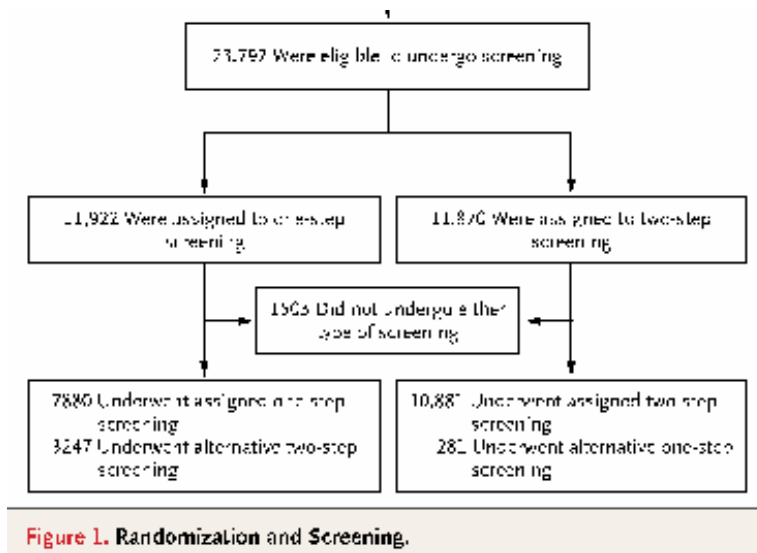 23,792 Were eligible to undergo screening
11,922 Were assigned to one-step
screening
11,870 Were assigned to two-step
screening
1503 Did not undergo either
type of screening
7880 Underwent assigned one-step
screening
3247 Underwent alternative two-step
screening
10,881 Underwent assigned two-step
screening
281 Underwent alternative one-step
screening
Figure 1. Randomization and Screening.